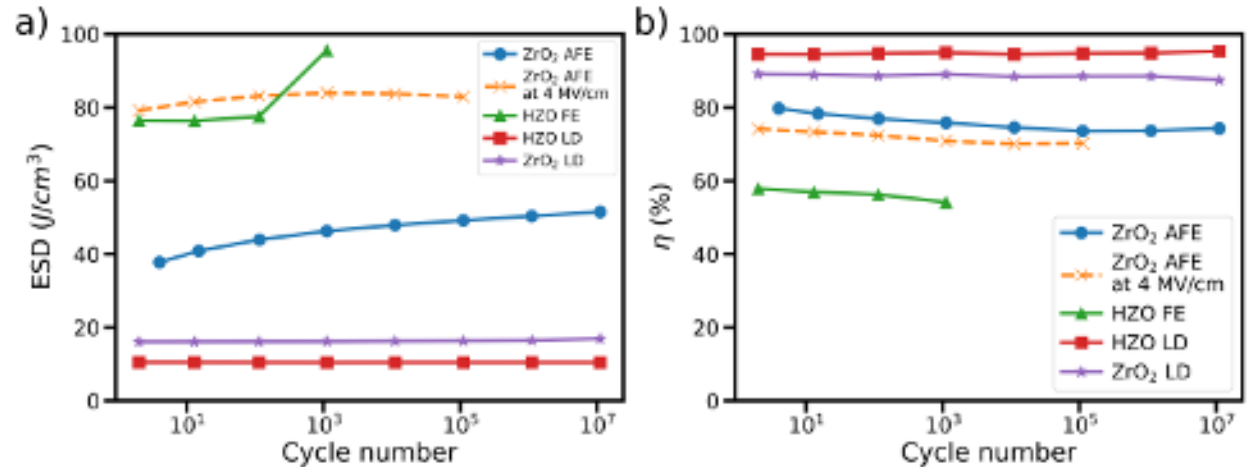 a)
100
80
60
40
20
0
ESD (J/cm³)
10¹
10³
10⁵
10⁷
Cycle number
ZrO₂ AFE
ZrO₂ AFE
at 4 MV/cm
HZO FE
HZO LD
ZrO₂ LD
b)
100
80
60
40
20
0
η (%)
10¹
10³
10⁵
10⁷
Cycle number
ZrO₂ AFE
ZrO₂ AFE
at 4 MV/cm
HZO FE
HZO LD
ZrO₂ LD